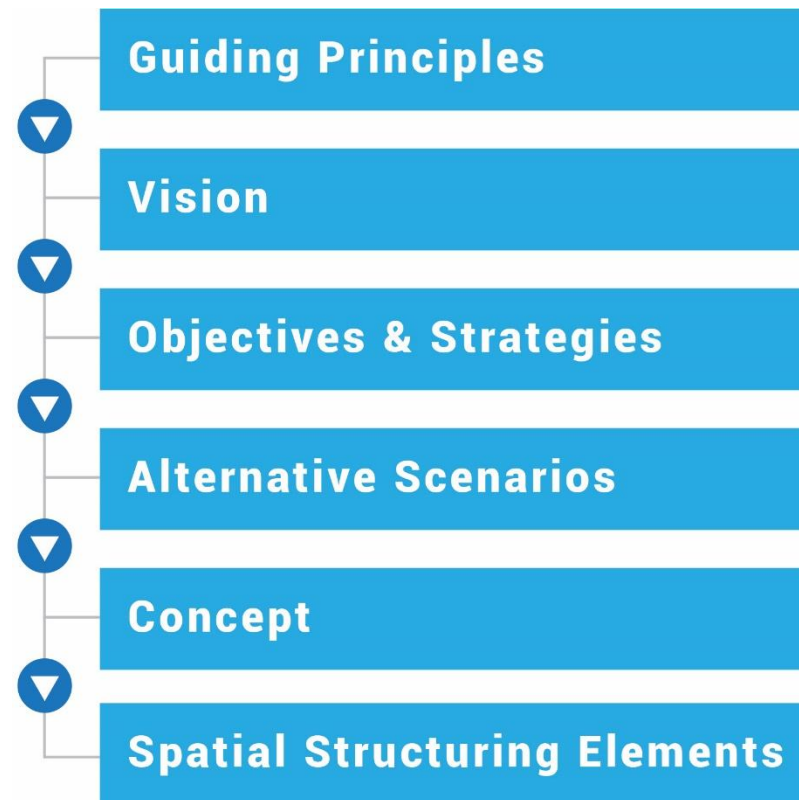 Guiding Principles
Vision
Objectives & Strategies
Alternative Scenarios
Concept
Spatial Structuring Elements